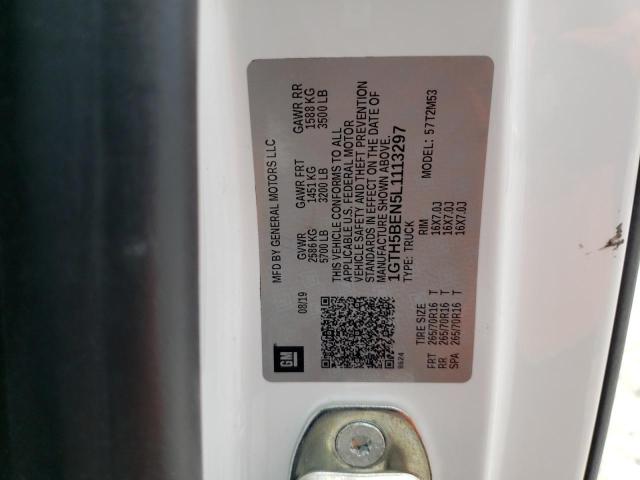 GM
MFD BY GENERAL MOTORS LLC
08/19
GVWR GAWR FRT GAWR RR
2586 KG 1451 KG 1588 KG
5700 LB 3200 LB 3500 LB
THIS VEHICLE CONFORMS TO ALL
APPLICABLE U.S. FEDERAL MOTOR
VEHICLE SAFETY AND THEFT PREVENTION
STANDARDS IN EFFECT ON THE DATE OF
MANUFACTURE SHOWN ABOVE.
1GTH5BEN5L1113297
TYPE: TRUCK MODEL: 57T2M53
TIRE SIZE RIM
FRT 265/70R16 T 16X7.0J
RR 265/70R16 T 16X7.0J
SPA 265/70R16 T 16X7.0J